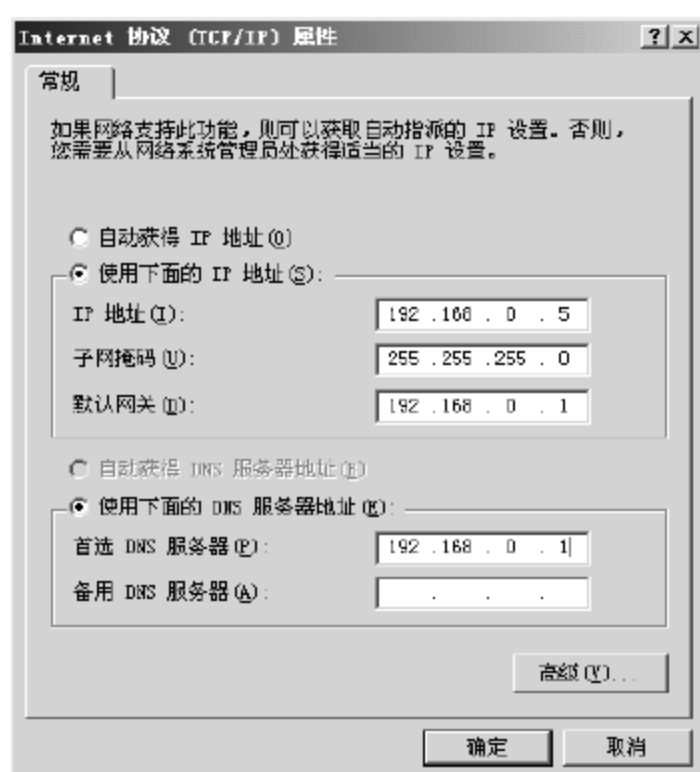 Internet 协议 (TCP/IP) 属性
常规
如果网络支持此功能，则可以获取自动指派的 IP 设置。否则，
您需要从网络系统管理员处获得适当的 IP 设置。
自动获得 IP 地址(O)
使用下面的 IP 地址(S):
IP 地址(I): 192 .168 . 0 . 5
子网掩码(U): 255 .255 .255 . 0
默认网关(D): 192 .168 . 0 . 1
自动获得 DNS 服务器地址(B)
使用下面的 DNS 服务器地址(E):
首选 DNS 服务器(P): 192 .168 . 0 . 1
备用 DNS 服务器(A): . . .
高级(V)...
确定 取消